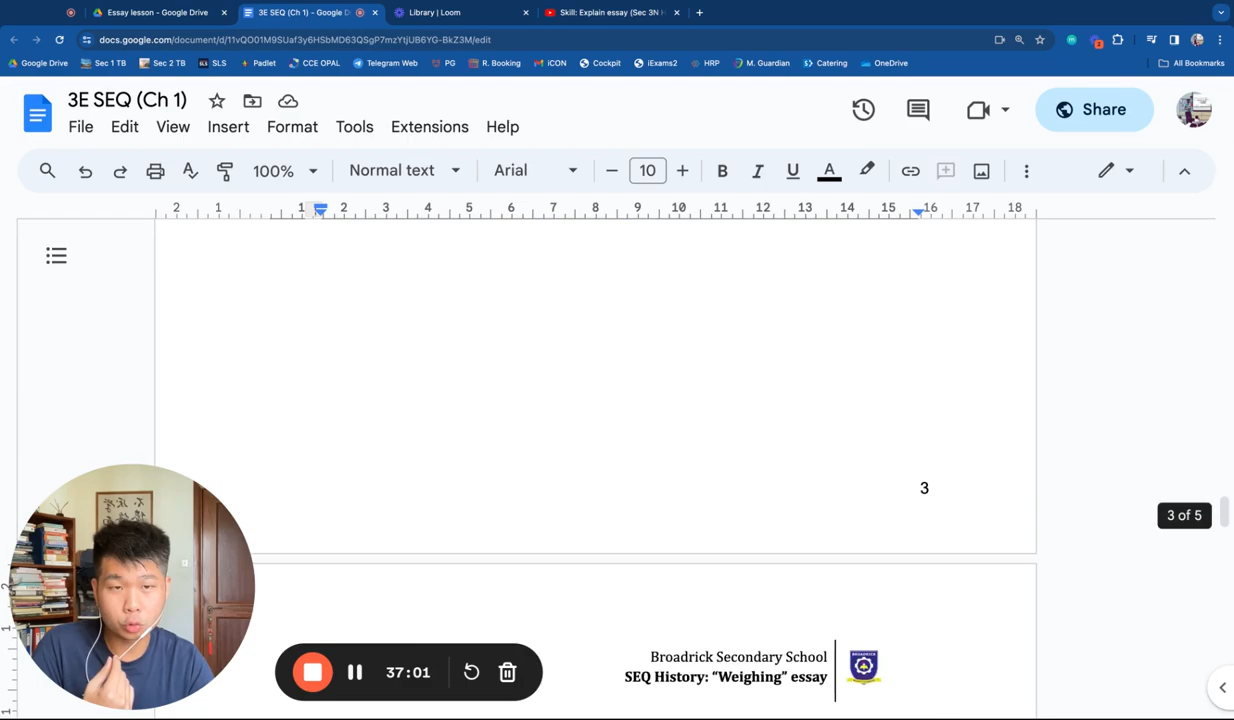 Essay lesson - Google Drive
3E SEQ (Ch 1) - Google D
Library | Loom
Skill: Explain essay (Sec 3N H
docs.google.com/document/d/11vQO01M9SUaf3y6HSbMD63QSgP7mzYtjUB6YG-BkZ3M/edit
2
Google Drive
Sec 1 TB
Sec 2 TB
SLS
Padlet
CCE OPAL
Telegram Web
PG
R. Booking
iCON
Cockpit
iExams2
HRP
M. Guardian
Catering
OneDrive
All Bookmarks
3E SEQ (Ch 1)
Share
File Edit View Insert Format Tools Extensions Help
100% Normal text Arial 10 B I U A
2 1 1 2 3 4 5 6 7 8 9 10 11 12 13 14 15 16 17 18
3
3 of 5
Broadrick Secondary School
SEQ History: “Weighing” essay
37:01